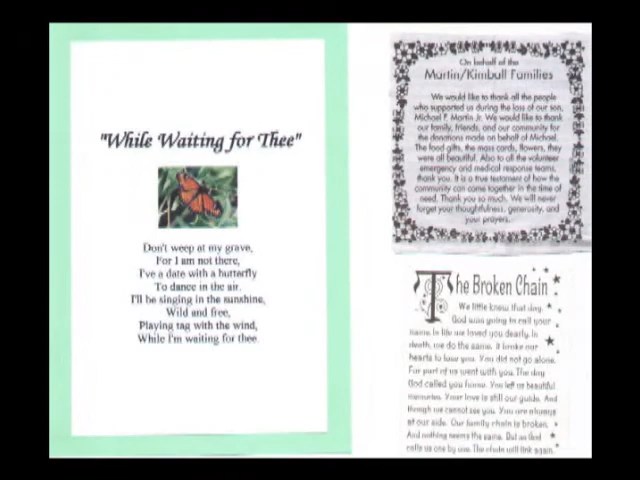 "While Waiting for Thee"
Don't weep at my grave,
For I am not there,
I've a date with a butterfly
To dance in the air.
I'll be singing in the sunshine,
Wild and free,
Playing tag with the wind,
While I'm waiting for thee.
On behalf of the
Martin/Kimball Families
We would like to thank all the people
who supported us during the loss of our son,
Michael F. Martin Jr. We would like to thank
our family, friends, and our community for
the donations made on behalf of Michael.
The food gifts, the mass cards, flowers, they
were all beautiful. Also to all the volunteer
emergency and medical response teams,
thank you. It is a true testament of how the
community can come together in the time of
need. Thank you so much. We will never
forget your thoughtfulness, generosity, and
your prayers.
The Broken Chain
We little knew that day,
God was going to call your
name. In life we loved you dearly. In
death, we do the same. It broke our
hearts to lose you. You did not go alone.
For part of us went with you. The day
God called you home. You left us beautiful
memories. Your love is still our guide. And
though we cannot see you. You are always
at our side. Our family chain is broken,
And nothing seems the same. But as God
calls us one by one. The chain will link again.